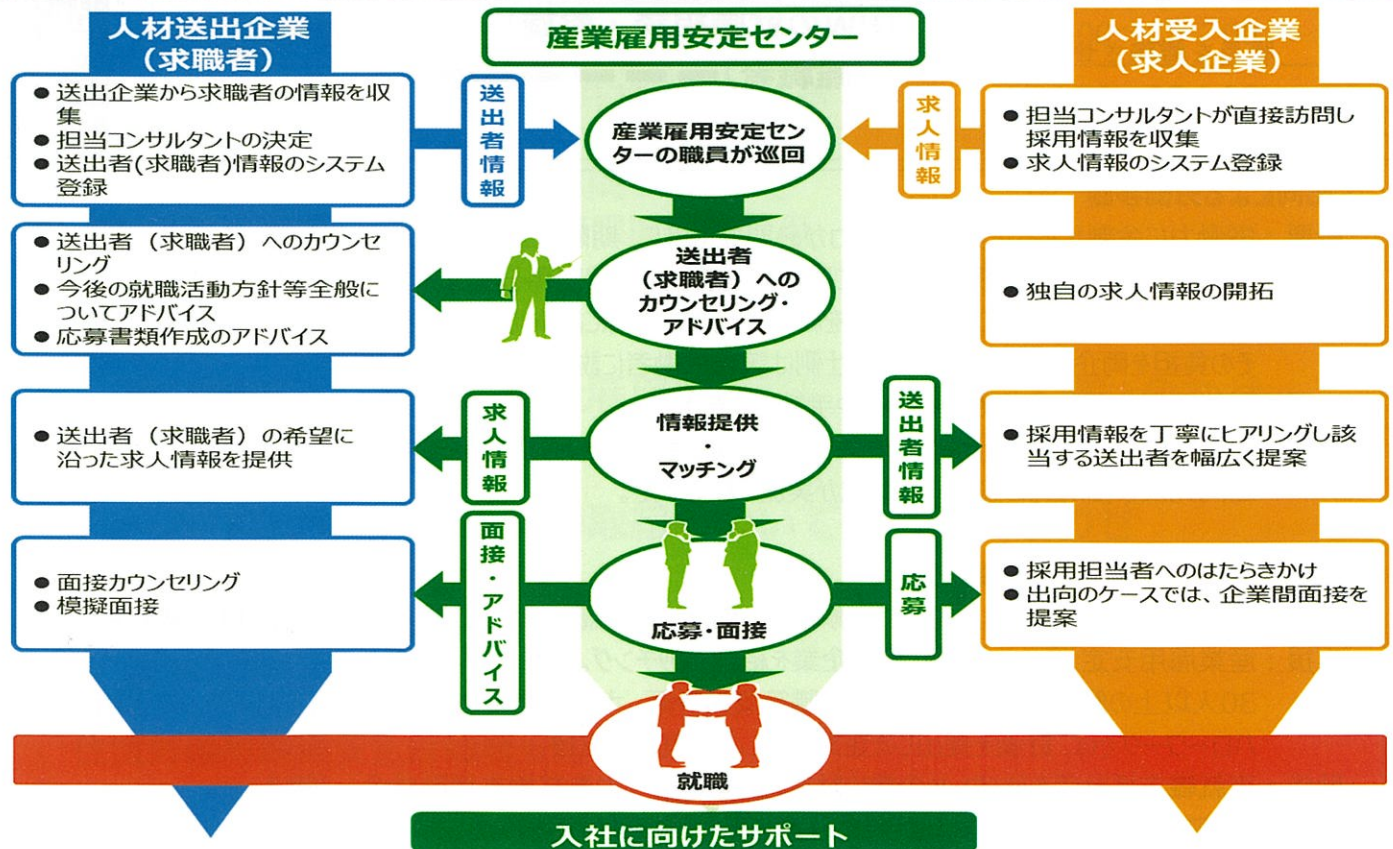 人材送出企業
(求職者)
産業雇用安定センター
人材受入企業
(求人企業)
● 送出企業から求職者の情報を収
集
● 担当コンサルタントの決定
● 送出者(求職者)情報のシステム
登録
送出者情報
産業雇用安定セン
ターの職員が巡回
求人情報
● 担当コンサルタントが直接訪問し
採用情報を収集
● 求人情報のシステム登録
● 送出者（求職者）へのカウンセ
リング
● 今後の就職活動方針等全般に
ついてアドバイス
● 応募書類作成のアドバイス
送出者
（求職者）への
カウンセリング・
アドバイス
● 独自の求人情報の開拓
● 送出者（求職者）の希望に
沿った求人情報を提供
求人情報
情報提供
・
マッチング
送出者情報
● 採用情報を丁寧にヒアリングし該
当する送出者を幅広く提案
● 面接カウンセリング
● 模擬面接
面接・アドバイス
応募・面接
応募
● 採用担当者へのはたらきかけ
● 出向のケースでは、企業間面接を
提案
就職
入社に向けたサポート